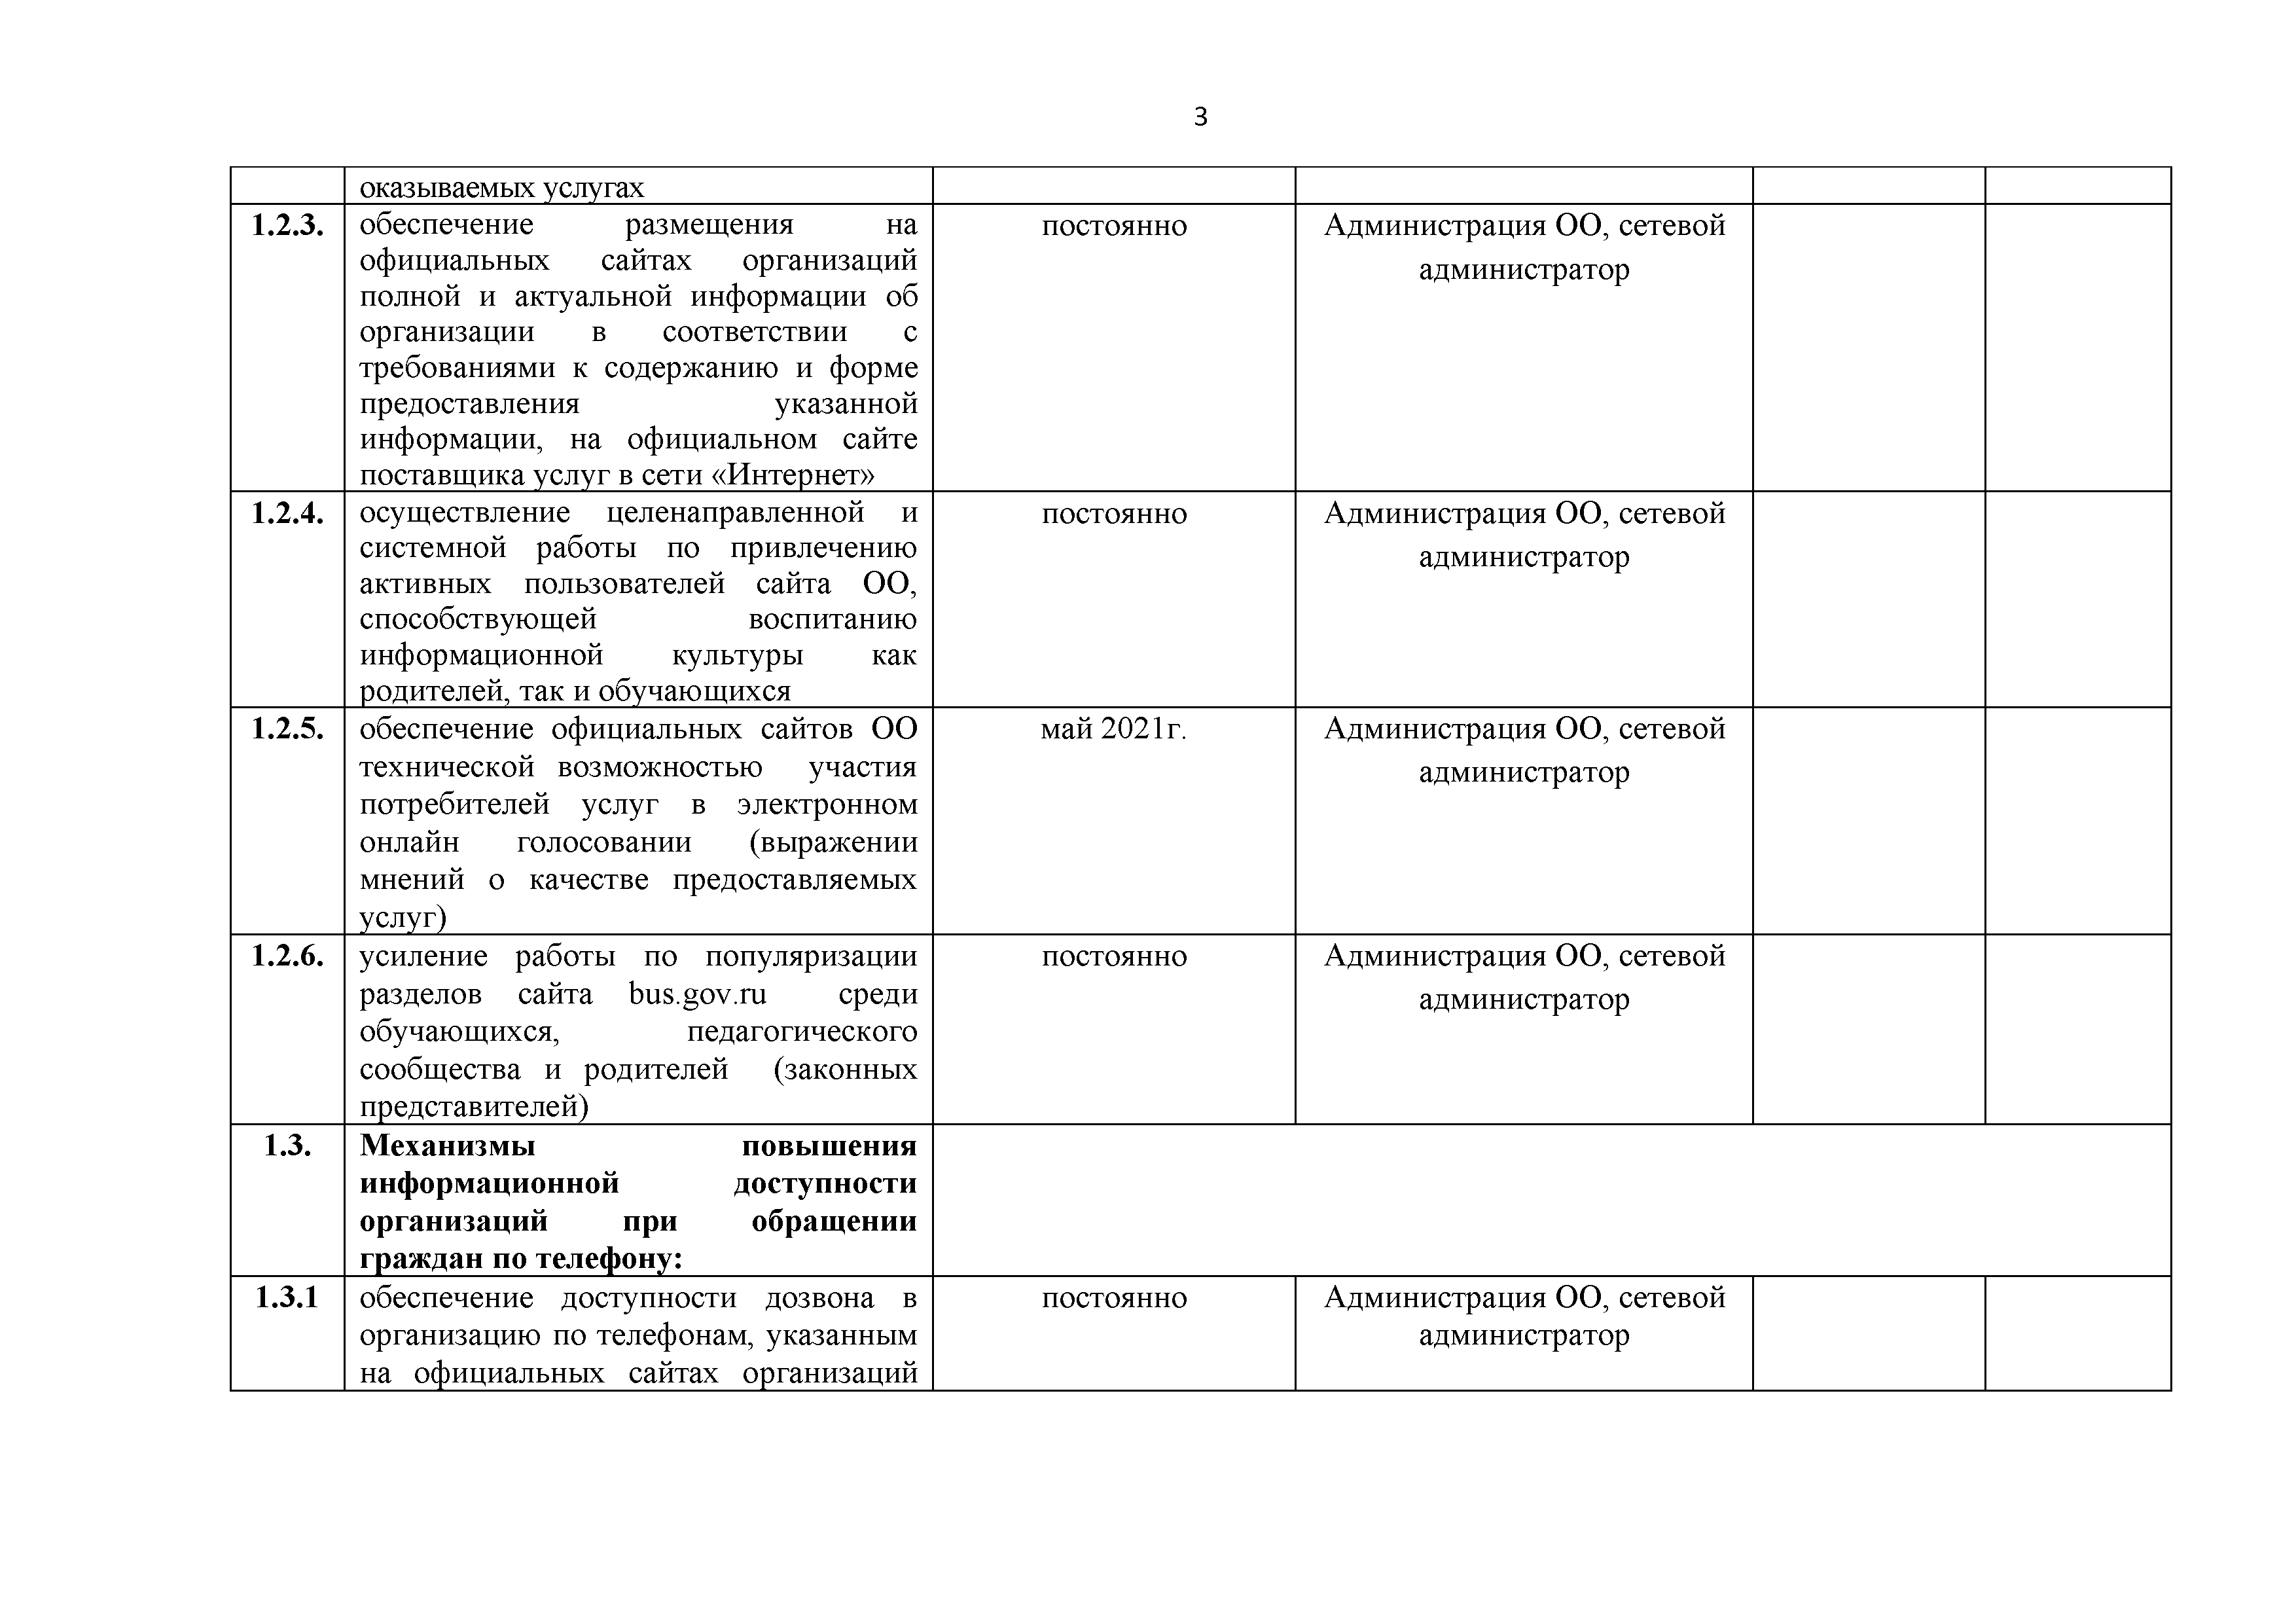 3
оказываемых услугах
1.2.3.
обеспечение размещения на
официальных сайтах организаций
полной и актуальной информации об
организации в соответствии с
требованиями к содержанию и форме
предоставления указанной
информации, на официальном сайте
поставщика услуг в сети «Интернет»
постоянно
Администрация ОО, сетевой
администратор
1.2.4.
осуществление целенаправленной и
системной работы по привлечению
активных пользователей сайта ОО,
способствующей воспитанию
информационной культуры как
родителей, так и обучающихся
постоянно
Администрация ОО, сетевой
администратор
1.2.5.
обеспечение официальных сайтов ОО
технической возможностью участия
потребителей услуг в электронном
онлайн голосовании (выражении
мнений о качестве предоставляемых
услуг)
май 2021г.
Администрация ОО, сетевой
администратор
1.2.6.
усиление работы по популяризации
разделов сайта bus.gov.ru среди
обучающихся, педагогического
сообщества и родителей (законных
представителей)
постоянно
Администрация ОО, сетевой
администратор
1.3.
Механизмы повышения
информационной доступности
организаций при обращении
граждан по телефону:
1.3.1
обеспечение доступности дозвона в
организацию по телефонам, указанным
на официальных сайтах организаций
постоянно
Администрация ОО, сетевой
администратор